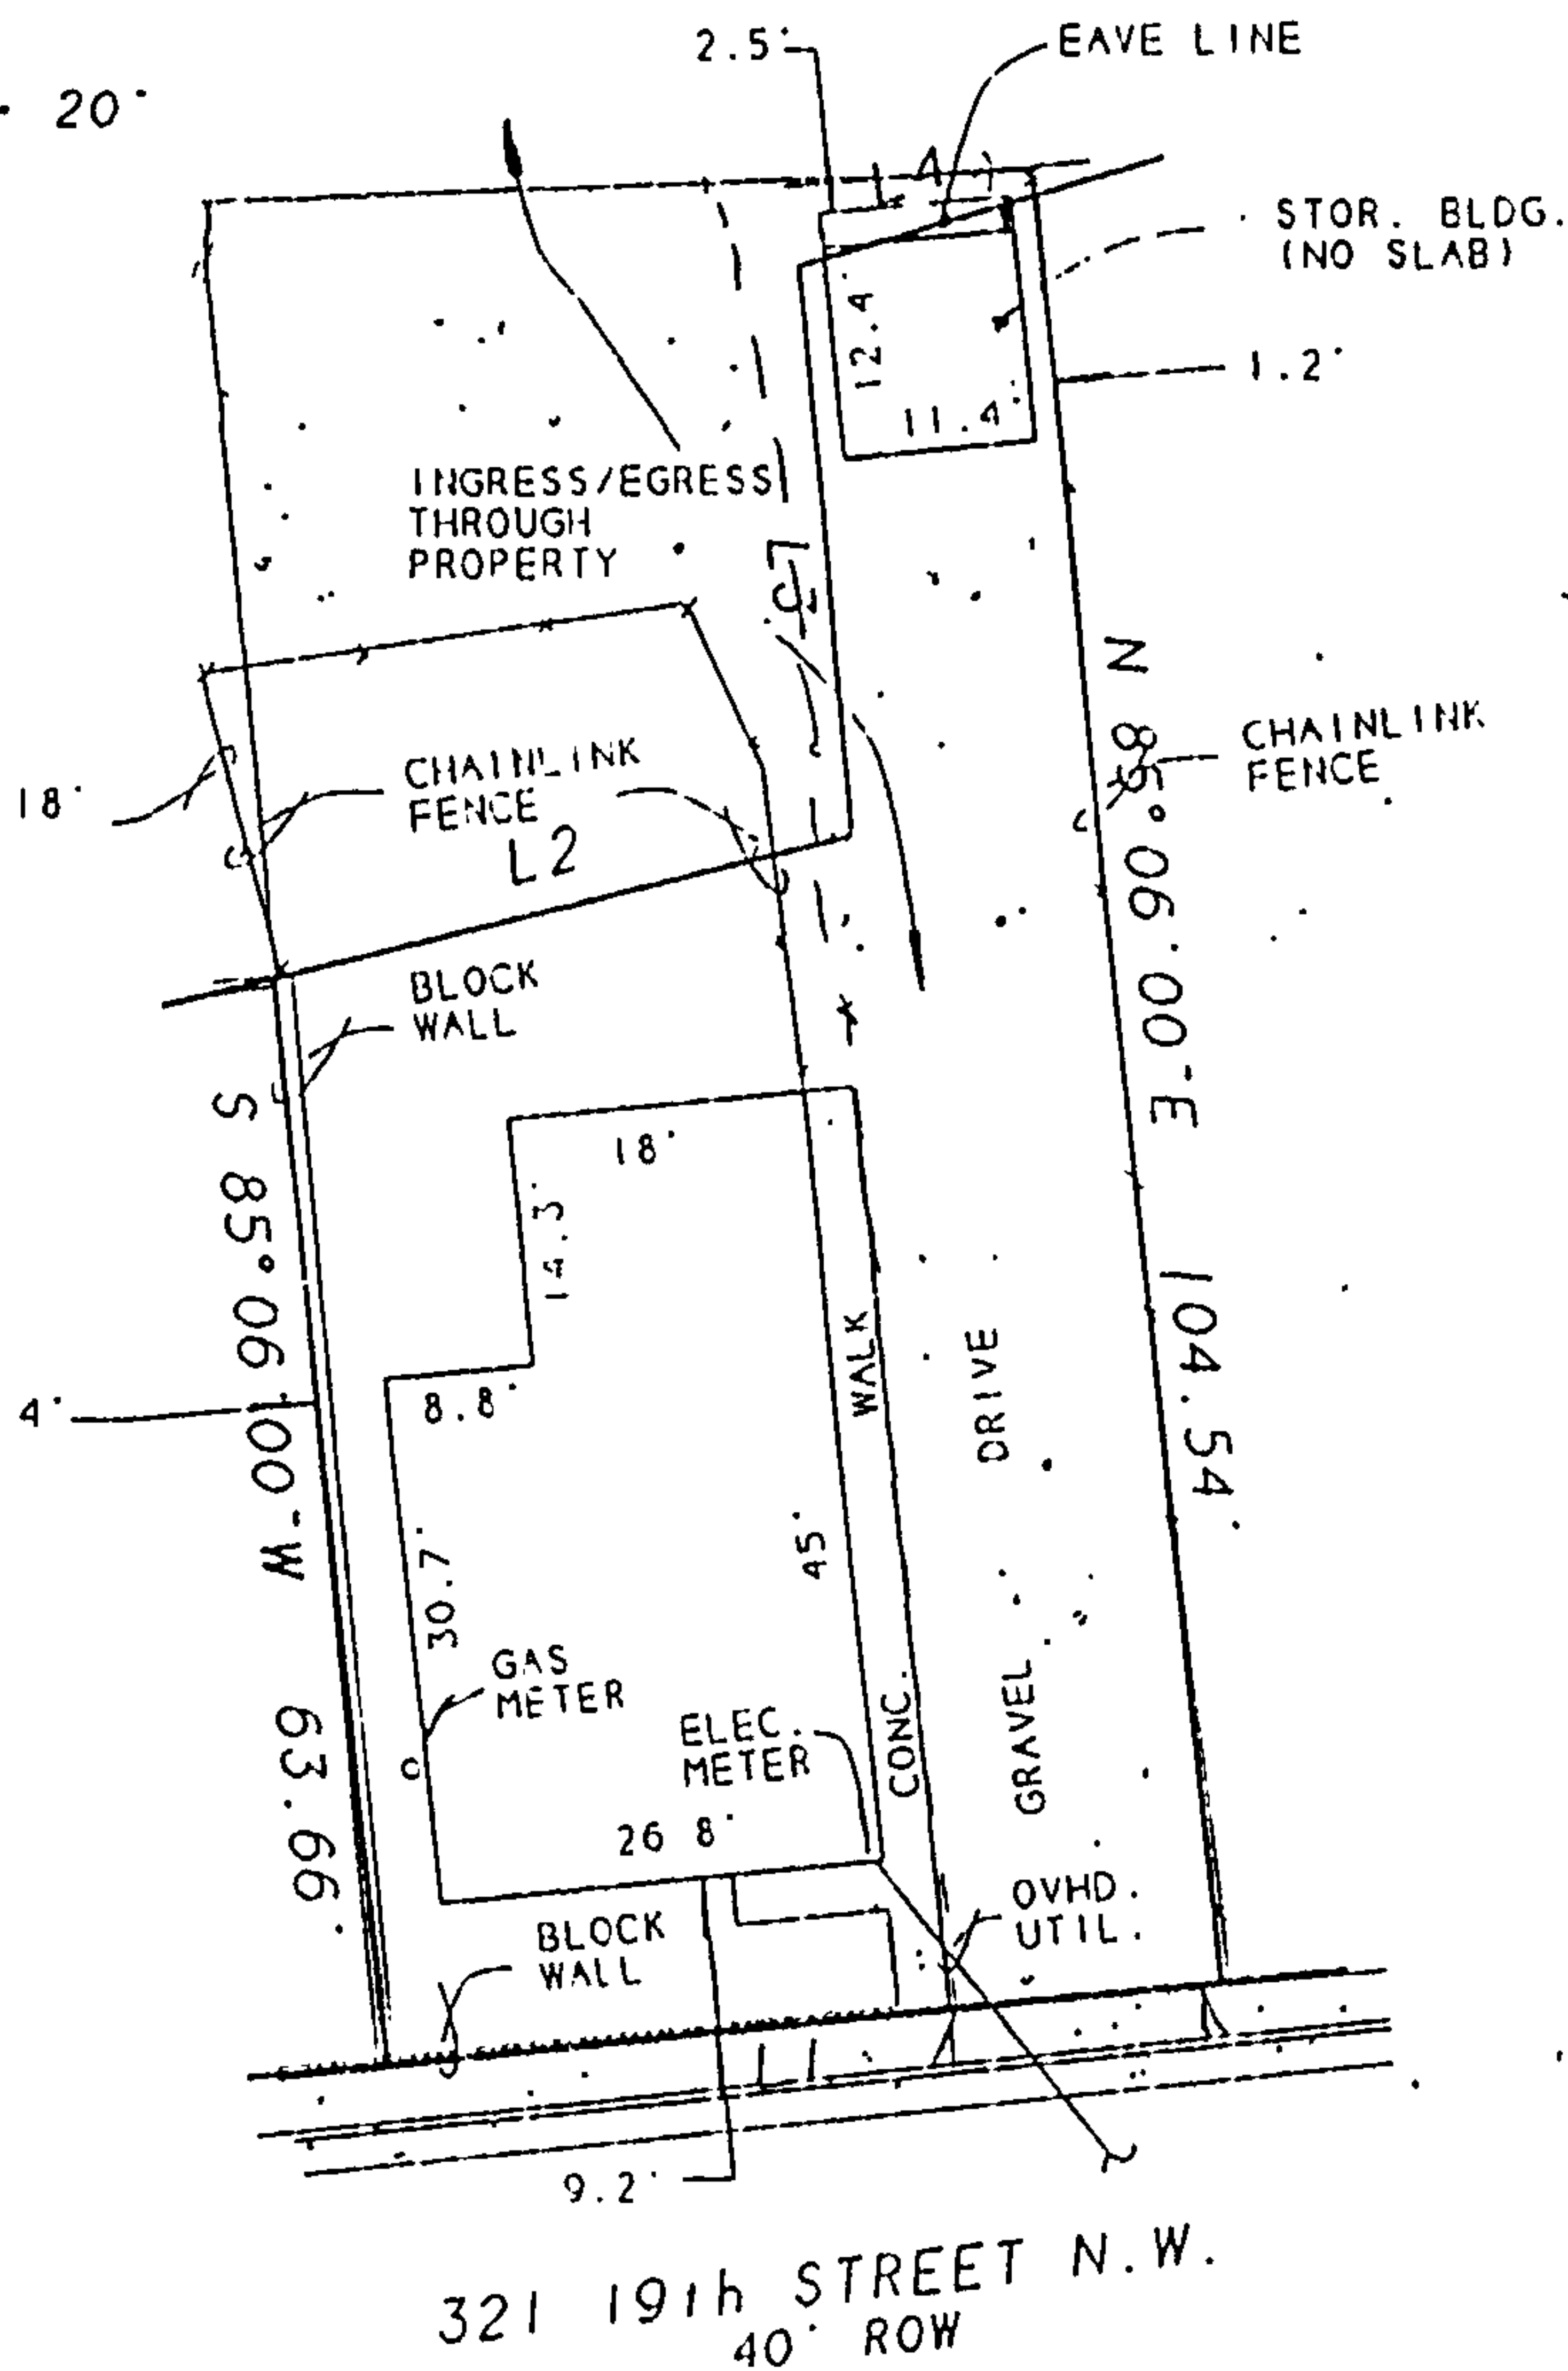 20'
2.5'
EAVE LINE
L4
STOR. BLDG.
(NO SLAB)
12.4'
11.4'
1.2'
INGRESS/EGRESS
THROUGH
PROPERTY
L3
N 85°06'00"E 104.54'
CHAINLINK
FENCE
18'
CHAINLINK
FENCE
L2
BLOCK
WALL
S 85°06'00"W 63.66'
18'
14.3'
8.8'
4'
30.7'
45'
CONC. WALK
GRAVEL DRIVE
GAS
METER
ELEC.
METER
26 8'
BLOCK
WALL
OVHD.
UTIL.
L1
9.2'
321 19th STREET N.W.
40' ROW